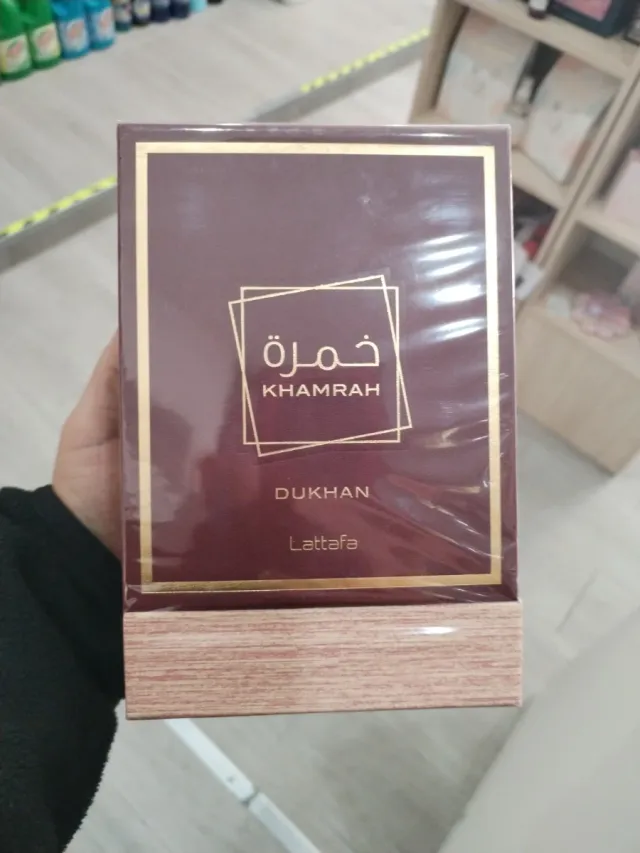 خمرة
KHAMRAH
DUKHAN
Lattafa